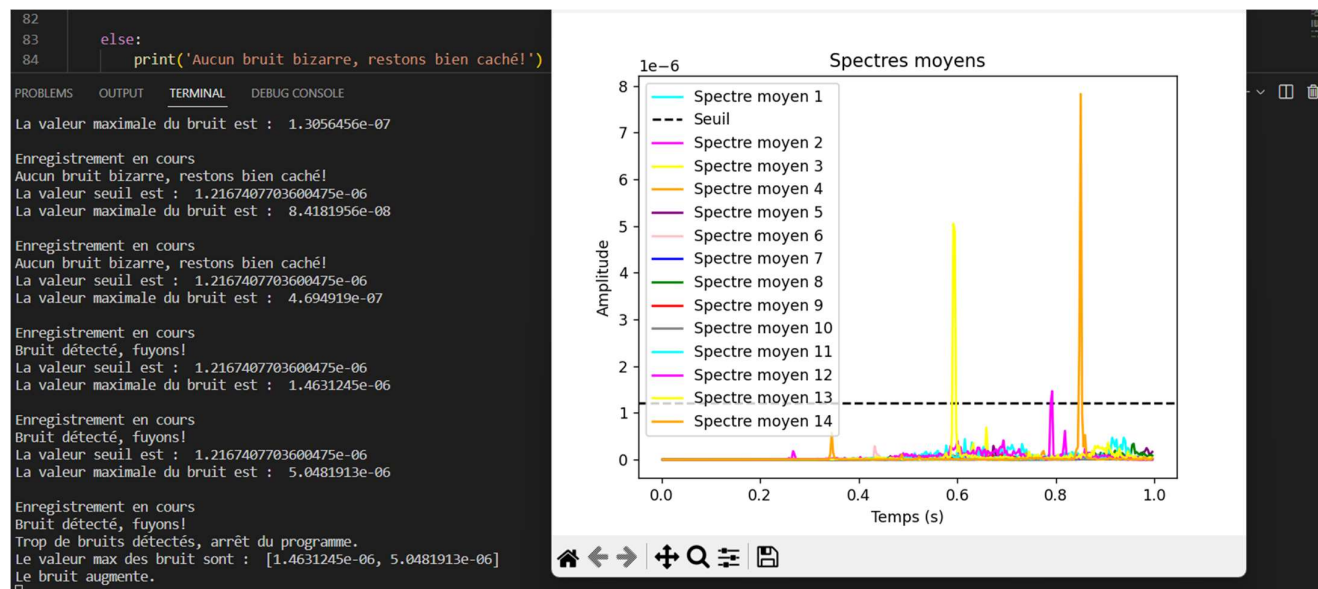 82
83 else:
84 print('Aucun bruit bizarre, restons bien caché!')
PROBLEMS OUTPUT TERMINAL DEBUG CONSOLE
La valeur maximale du bruit est : 1.3056456e-07
Enregistrement en cours
Aucun bruit bizarre, restons bien caché!
La valeur seuil est : 1.2167407703600475e-06
La valeur maximale du bruit est : 8.4181956e-08
Enregistrement en cours
Aucun bruit bizarre, restons bien caché!
La valeur seuil est : 1.2167407703600475e-06
La valeur maximale du bruit est : 4.694919e-07
Enregistrement en cours
Bruit détecté, fuyons!
La valeur seuil est : 1.2167407703600475e-06
La valeur maximale du bruit est : 1.4631245e-06
Enregistrement en cours
Bruit détecté, fuyons!
La valeur seuil est : 1.2167407703600475e-06
La valeur maximale du bruit est : 5.0481913e-06
Enregistrement en cours
Bruit détecté, fuyons!
Trop de bruits détectés, arrêt du programme.
Le valeur max des bruit sont : [1.4631245e-06, 5.0481913e-06]
Le bruit augmente.
Spectres moyens
1e-6
8
7
6
5
4
3
2
1
0
Amplitude
Spectre moyen 1
Seuil
Spectre moyen 2
Spectre moyen 3
Spectre moyen 4
Spectre moyen 5
Spectre moyen 6
Spectre moyen 7
Spectre moyen 8
Spectre moyen 9
Spectre moyen 10
Spectre moyen 11
Spectre moyen 12
Spectre moyen 13
Spectre moyen 14
0.0 0.2 0.4 0.6 0.8 1.0
Temps (s)